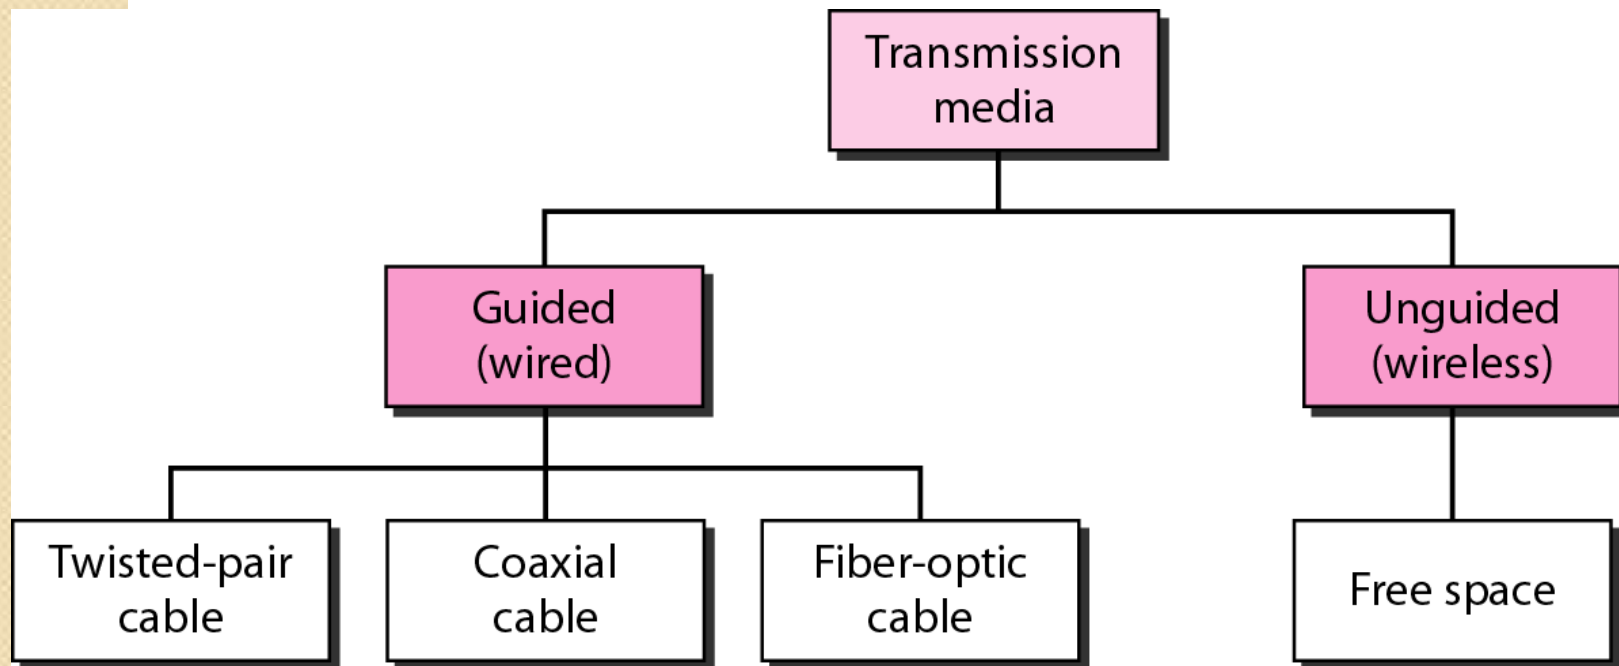 Transmission
media
Guided
(wired)
Unguided
(wireless)
Twisted-pair
cable
Coaxial
cable
Fiber-optic
cable
Free space